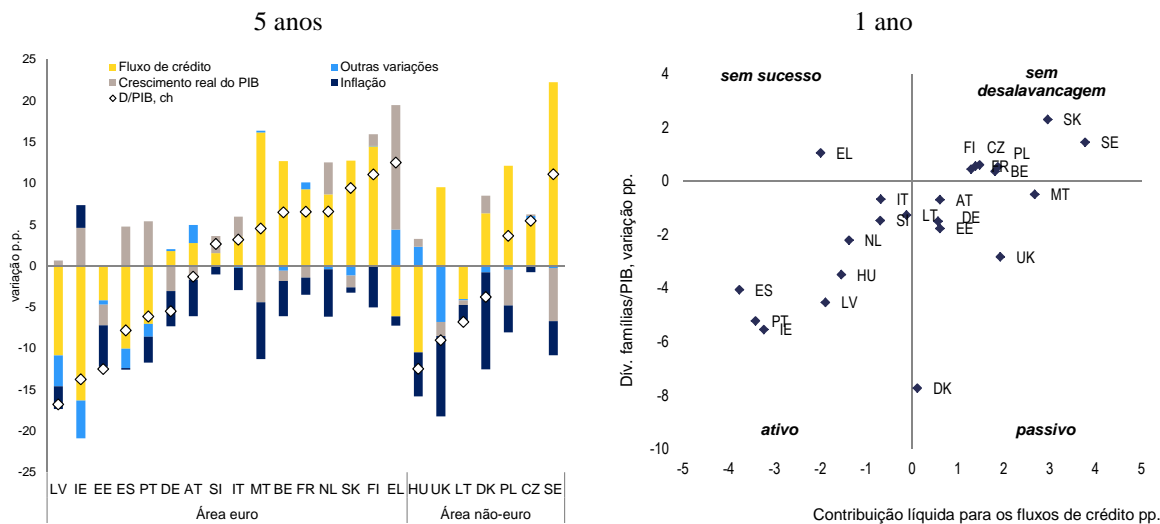 5 anos
25
20
15
10
5
0
-5
-10
-15
-20
-25
variação p.p.
Fluxo de crédito
Outras variações
Crescimento real do PIB
Inflação
D/PIB, ch
LV IE EE ES PT DE AT SI IT MT BE FR NL SK FI EL HU UK LT DK PL CZ SE
Área euro
Área não-euro
1 ano
4
2
0
-2
-4
-6
-8
-10
Dív. famílias/PIB, variação pp.
sem sucesso
sem
desalavancagem
SK
SE
FI CZ PL
FR
BE
EL
IT
AT
MT
SI
LT
DE
EE
NL
UK
HU
ES
LV
PT
IE
DK
ativo
passivo
-5 -4 -3 -2 -1 0 1 2 3 4 5
Contribuição líquida para os fluxos de crédito pp.